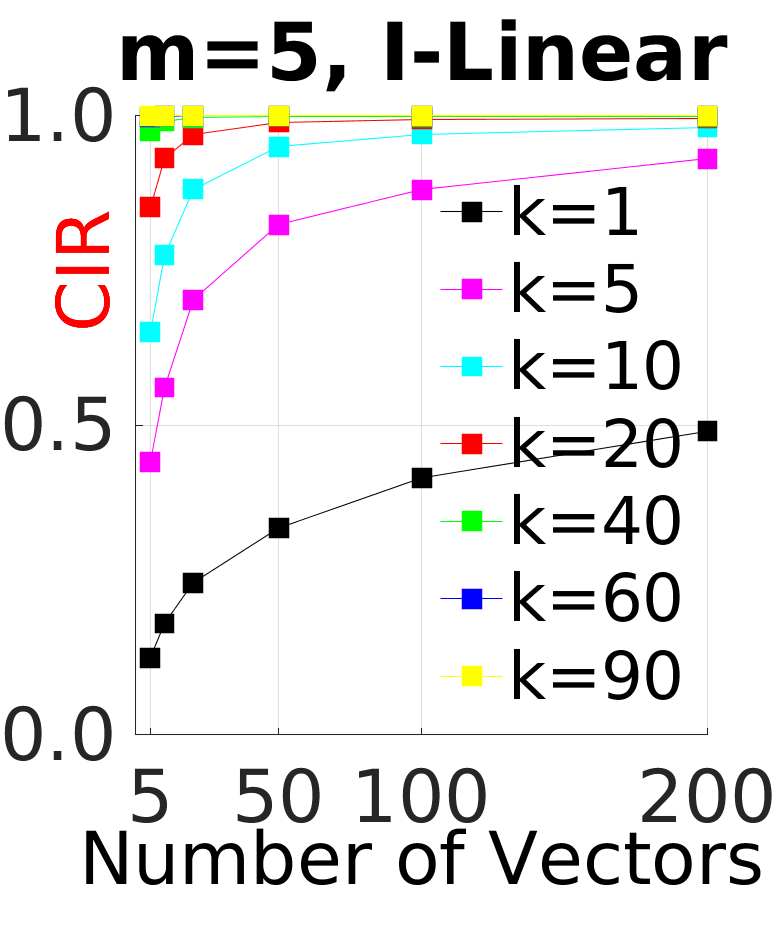 m=5, I-Linear
1.0
CIR
k=1
k=5
k=10
0.5
k=20
k=40
k=60
k=90
0.0
5 50 100 200
Number of Vectors